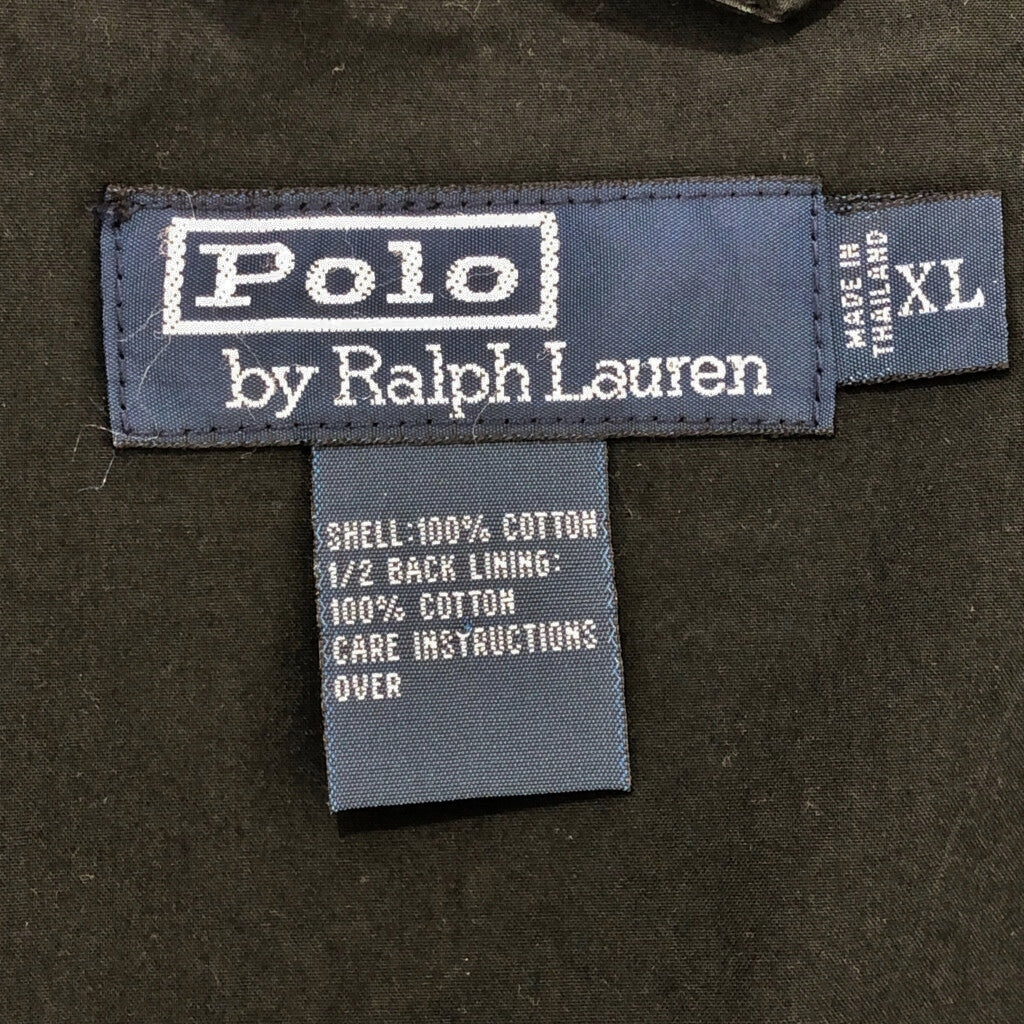 Polo
by Ralph Lauren
MADE IN
THAILAND
XL
SHELL:100% COTTON
1/2 BACK LINING:
100% COTTON
CARE INSTRUCTIONS
OVER